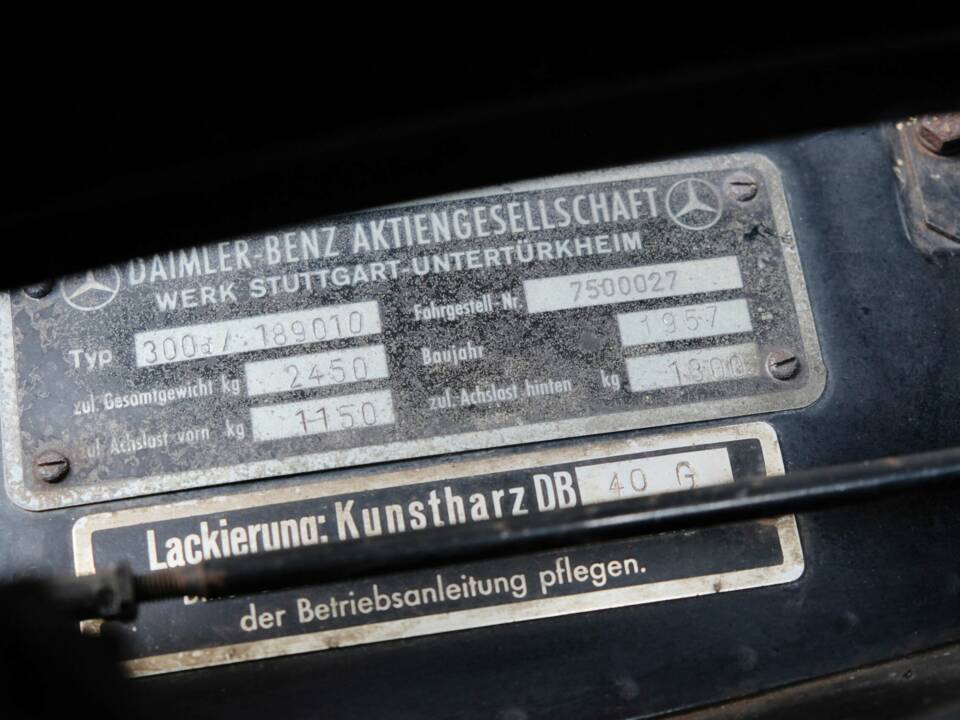 DAIMLER-BENZ AKTIENGESELLSCHAFT
WERK STUTTGART-UNTERTÜRKHEIM
Typ 300d/ 189010 Fahrgestell-Nr. 7500027
zul. Gesamtgewicht kg 2450 Baujahr 1957
zul. Achslast vorn kg 1150 zul. Achslast hinten kg 1300
Lackierung: Kunstharz DB 40 G
der Betriebsanleitung pflegen.